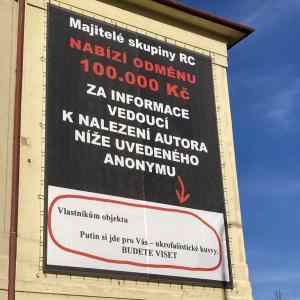 Majitelé skupiny RC
NABÍZÍ ODMĚNU
100.000 Kč
ZA INFORMACE
VEDOUCÍ
K NALEZENÍ AUTORA
NÍŽE UVEDENÉHO
ANONYMU
Vlastníkům objektu
Putin si jde pro Vás – ukrofašistické kurvy.
BUDETE VISET